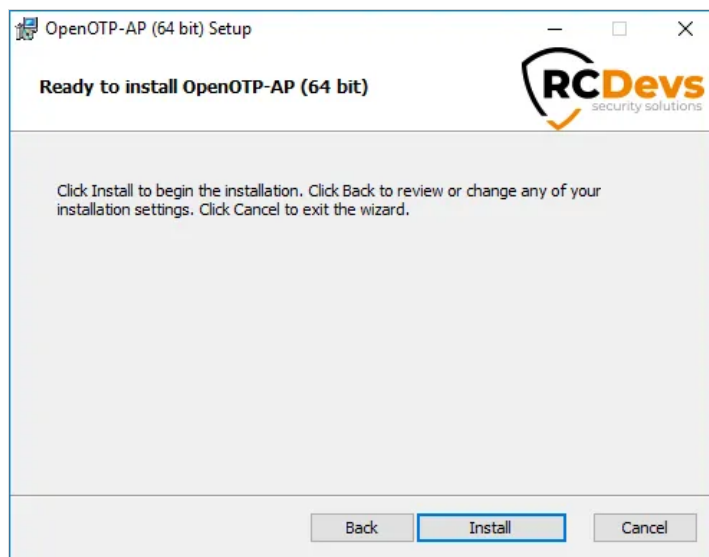 OpenOTP-AP (64 bit) Setup
Ready to install OpenOTP-AP (64 bit)
RCDevs
security solutions
Click Install to begin the installation. Click Back to review or change any of your
installation settings. Click Cancel to exit the wizard.
Back
Install
Cancel